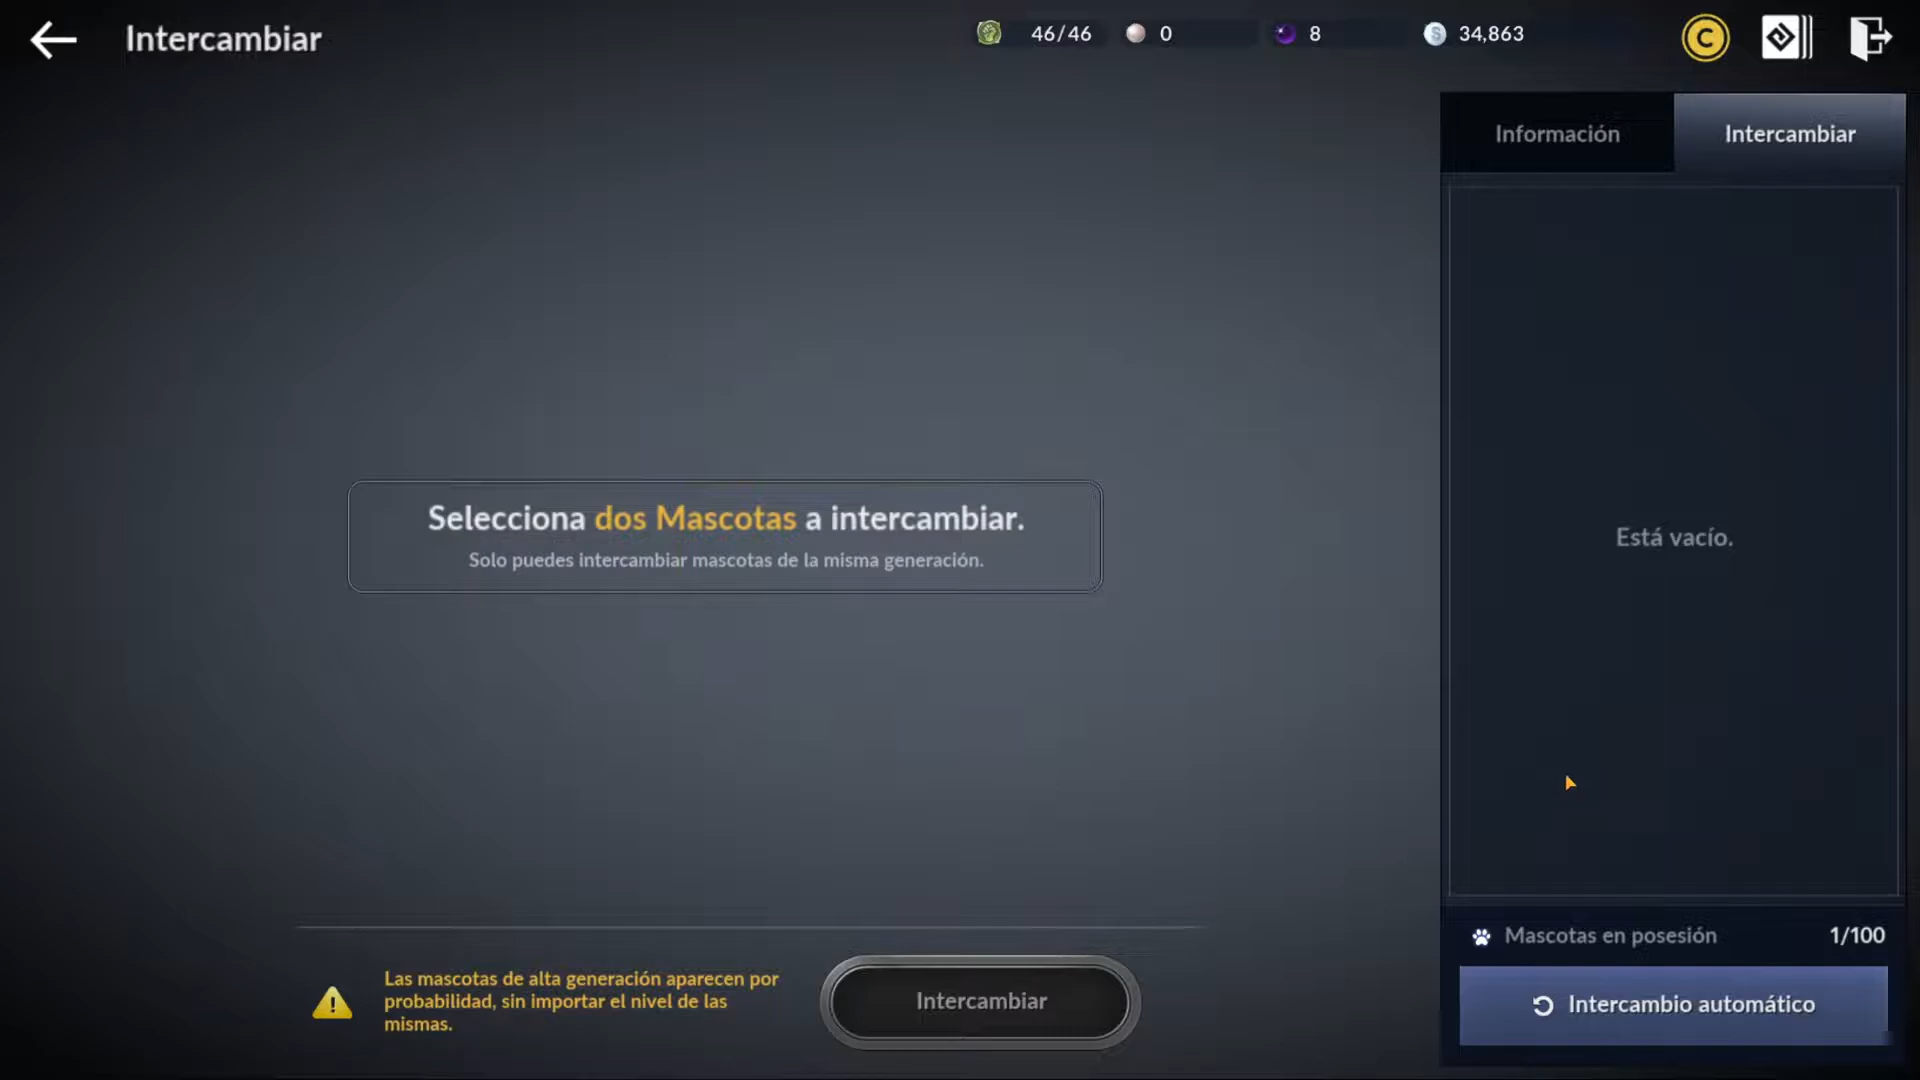 Intercambiar
46/46
0
8
34,863
Información
Intercambiar
Selecciona dos Mascotas a intercambiar.
Solo puedes intercambiar mascotas de la misma generación.
Está vacío.
Mascotas en posesión
1/100
Las mascotas de alta generación aparecen por
probabilidad, sin importar el nivel de las
mismas.
Intercambiar
Intercambio automático